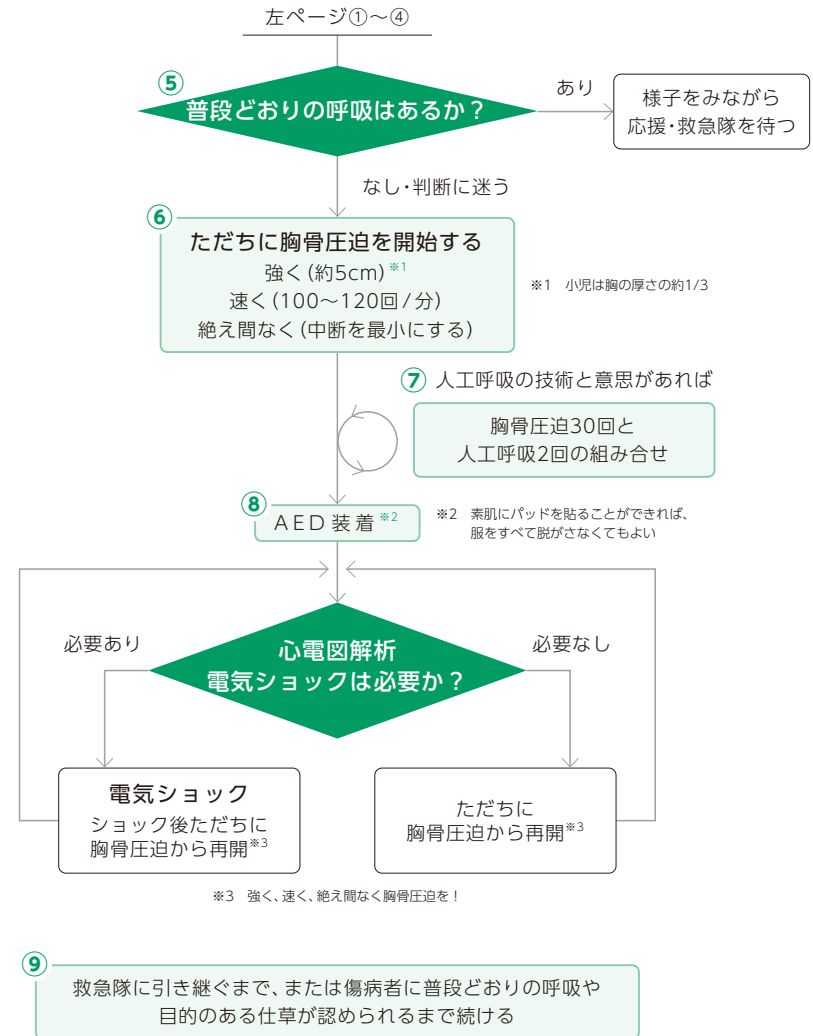 左ページ①〜④
⑤
普段どおりの呼吸はあるか？
あり
様子をみながら
応援・救急隊を待つ
なし・判断に迷う
⑥
ただちに胸骨圧迫を開始する
強く（約5cm）※1
速く（100〜120回/分）
絶え間なく（中断を最小にする）
※1　小児は胸の厚さの約1/3
⑦ 人工呼吸の技術と意思があれば
胸骨圧迫30回と
人工呼吸2回の組み合せ
⑧
AED装着※2
※2　素肌にパッドを貼ることができれば、
服をすべて脱がさなくてもよい
必要あり
心電図解析
電気ショックは必要か？
必要なし
電気ショック
ショック後ただちに
胸骨圧迫から再開※3
ただちに
胸骨圧迫から再開※3
※3　強く、速く、絶え間なく胸骨圧迫を！
⑨
救急隊に引き継ぐまで、または傷病者に普段どおりの呼吸や
目的のある仕草が認められるまで続ける